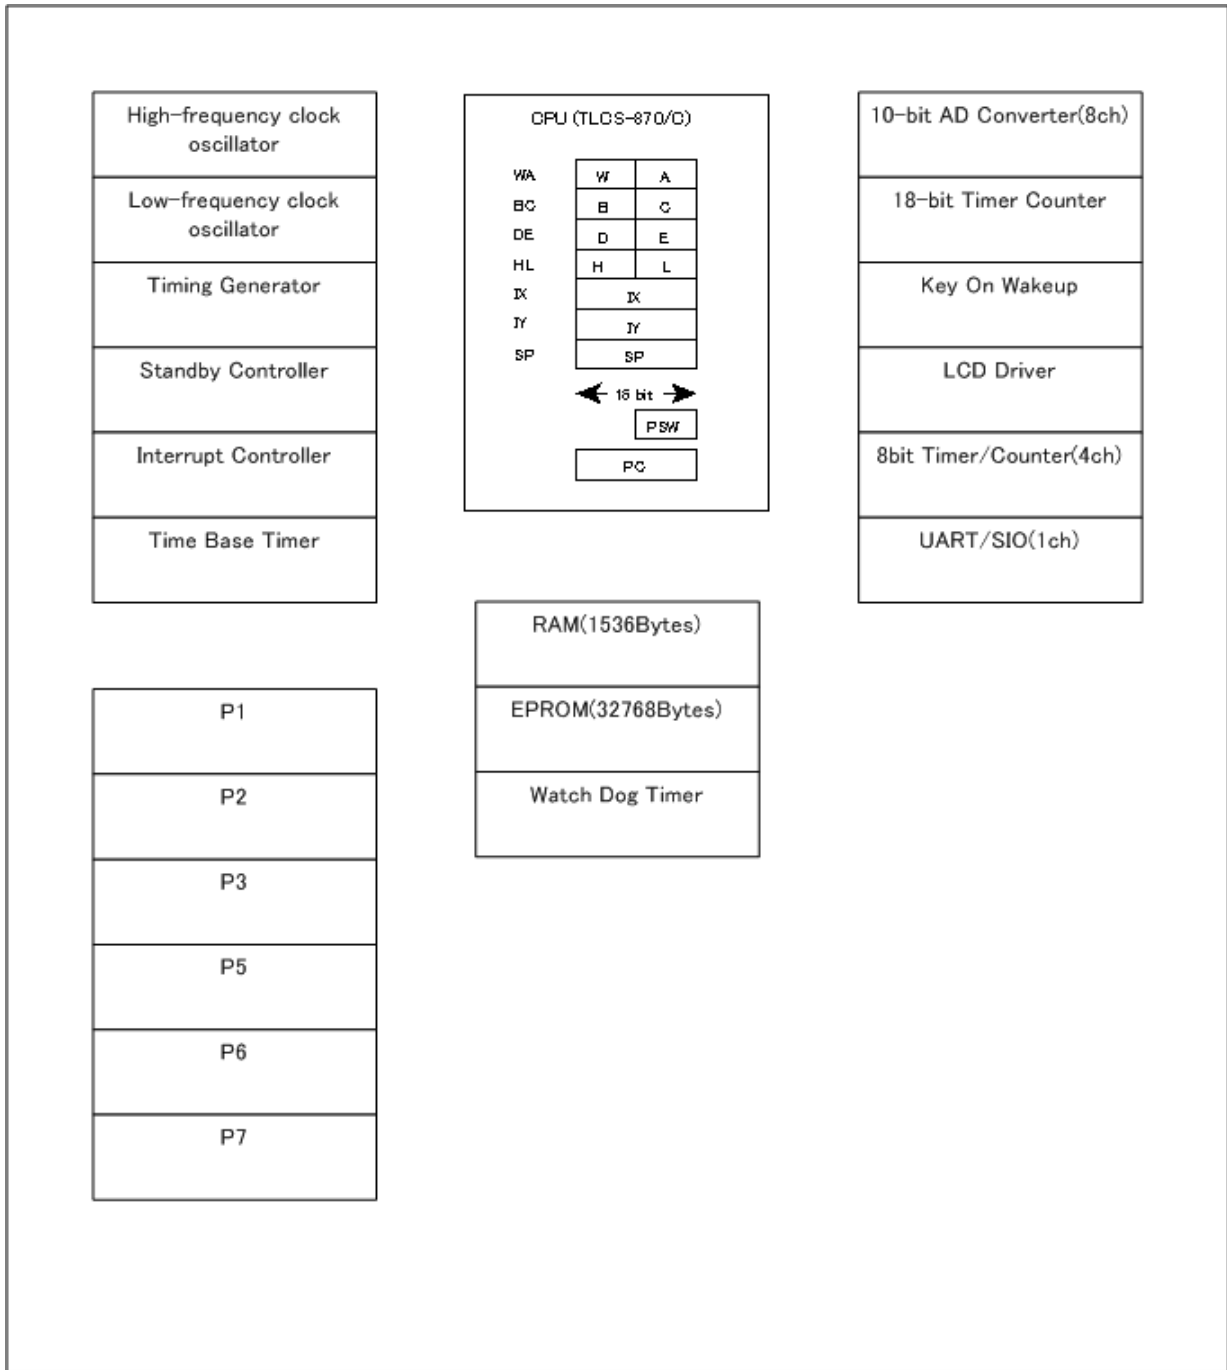 High-frequency clock
oscillator
Low-frequency clock
oscillator
Timing Generator
Standby Controller
Interrupt Controller
Time Base Timer
CPU (TLCS-870/C)
WA W A
BC B C
DE D E
HL H L
IX IX
IY IY
SP SP
16 bit
PSW
PC
10-bit AD Converter(8ch)
18-bit Timer Counter
Key On Wakeup
LCD Driver
8bit Timer/Counter(4ch)
UART/SIO(1ch)
RAM(1536Bytes)
EPROM(32768Bytes)
Watch Dog Timer
P1
P2
P3
P5
P6
P7